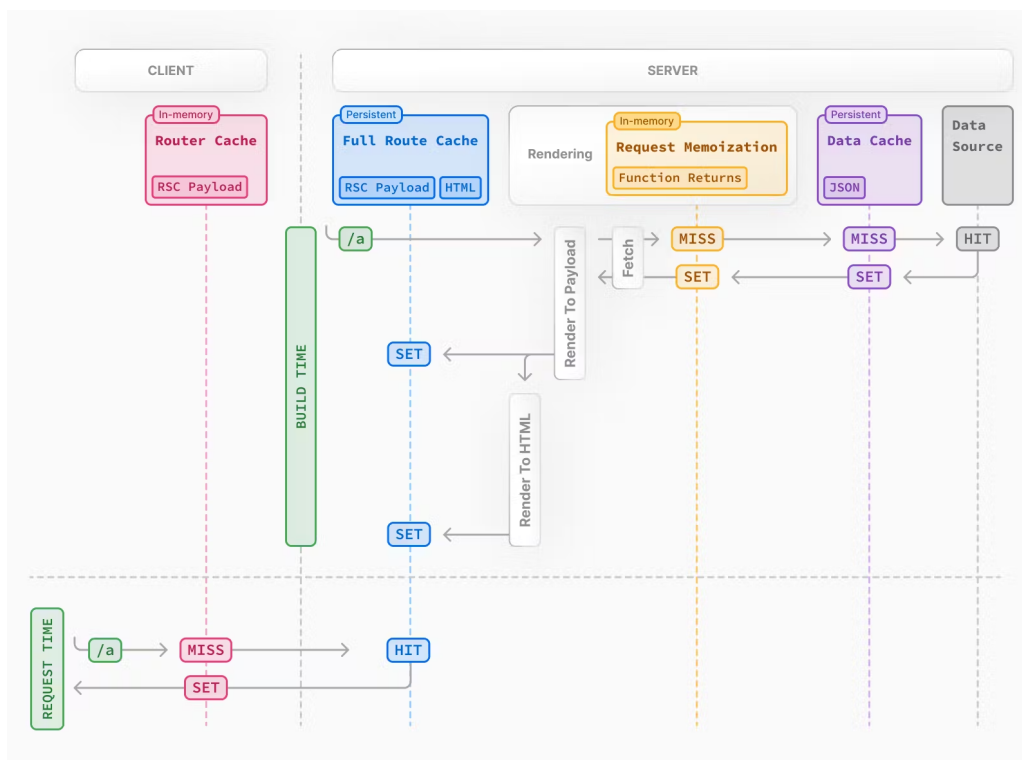 CLIENT
SERVER
In-memory
Router Cache
RSC Payload
Persistent
Full Route Cache
RSC Payload
HTML
Rendering
In-memory
Request Memoization
Function Returns
Persistent
Data Cache
JSON
Data
Source
BUILD TIME
/a
Render To Payload
Fetch
MISS
MISS
HIT
SET
SET
SET
Render To HTML
SET
REQUEST TIME
/a
MISS
HIT
SET